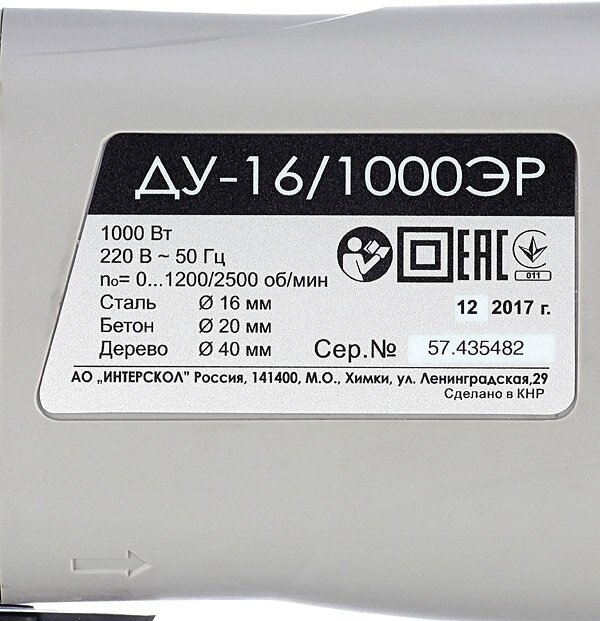 ДУ-16/1000ЭР
1000 Вт
220 В ~ 50 Гц
n₀= 0...1200/2500 об/мин
Сталь Ø 16 мм
Бетон Ø 20 мм
Дерево Ø 40 мм
EAC
011
12 2017 г.
Сер.№ 57.435482
АО „ИНТЕРСКОЛ" Россия, 141400, М.О., Химки, ул. Ленинградская,29
Сделано в КНР